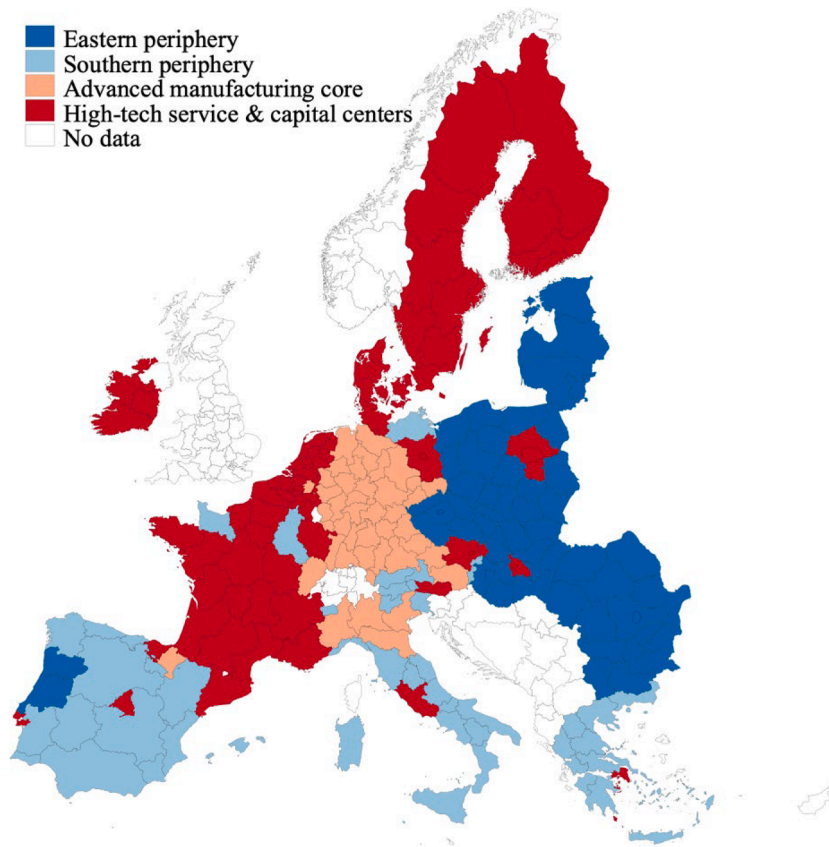 Eastern periphery
Southern periphery
Advanced manufacturing core
High-tech service & capital centers
No data